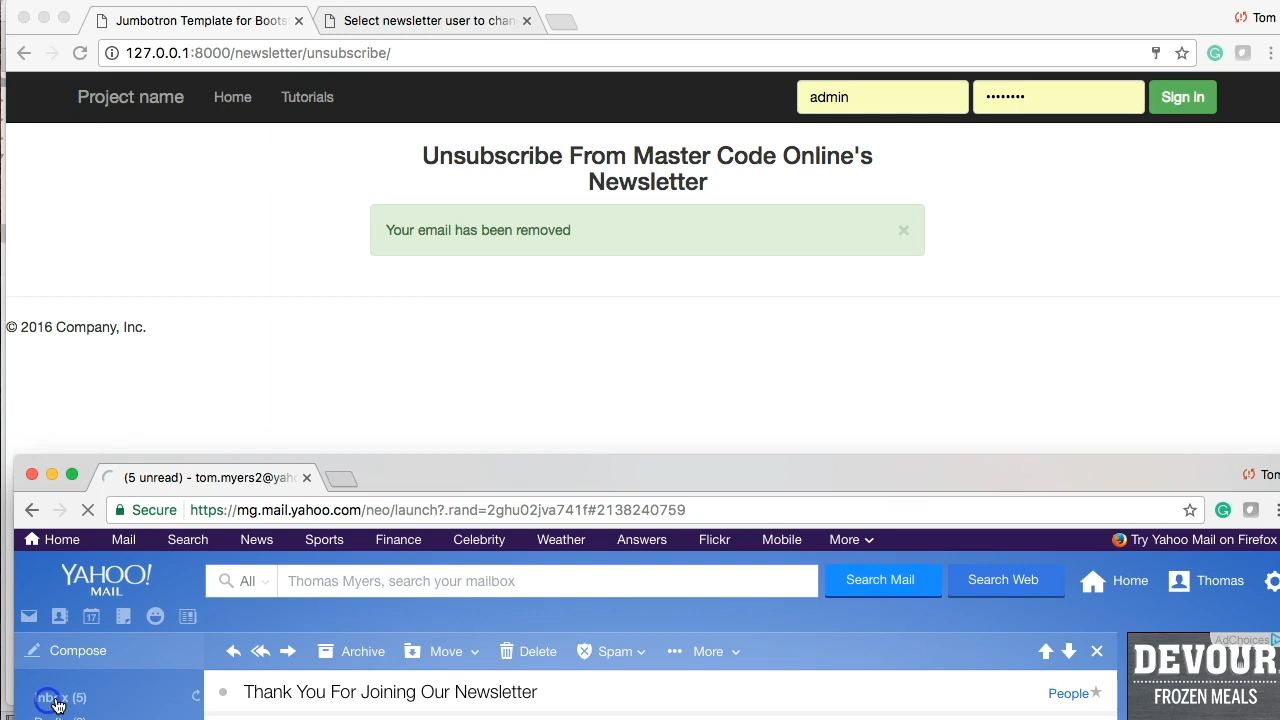 Jumbotron Template for Boots
Select newsletter user to chan
Tom
127.0.0.1:8000/newsletter/unsubscribe/
Project name
Home
Tutorials
admin
••••••••
Sign in
Unsubscribe From Master Code Online's
Newsletter
Your email has been removed
×
© 2016 Company, Inc.
(5 unread) - tom.myers2@yaho
Tom
Secure
https://mg.mail.yahoo.com/neo/launch?.rand=2ghu02jva741f#2138240759
Home
Mail
Search
News
Sports
Finance
Celebrity
Weather
Answers
Flickr
Mobile
More
Try Yahoo Mail on Firefox
YAHOO!
MAIL
All
Thomas Myers, search your mailbox
Search Mail
Search Web
Home
Thomas
17
Compose
Archive
Move
Delete
Spam
More
AdChoices
DEVOUR
FROZEN MEALS
Inbox (5)
Thank You For Joining Our Newsletter
People